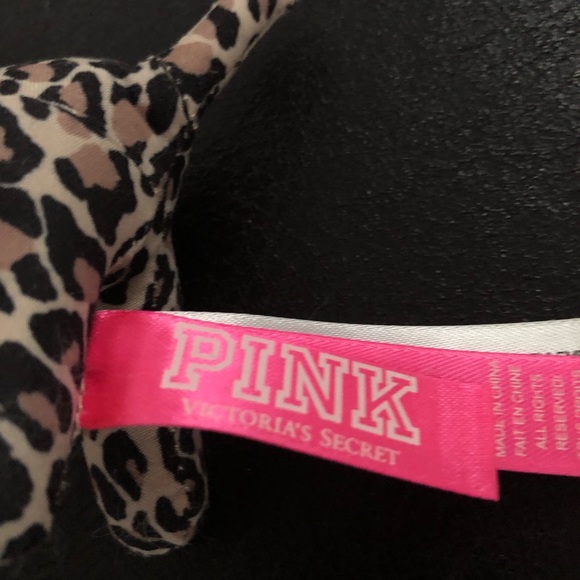 PINK
VICTORIA'S SECRET
MADE IN CHINA
FAIT EN CHINE
ALL RIGHTS
RESERVED!